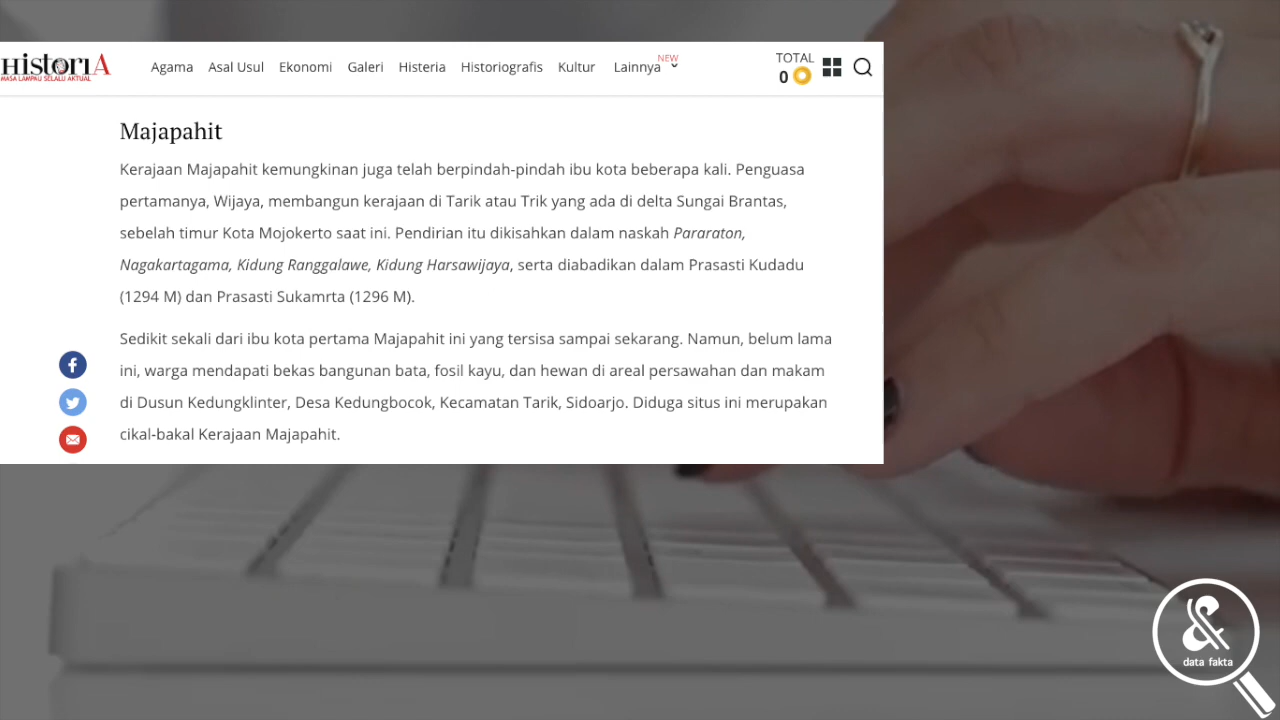 HistoriA
MASA LAMPAU SELALU AKTUAL
Agama Asal Usul Ekonomi Galeri Histeria Historiografis Kultur Lainnya NEW
TOTAL
0
Majapahit
Kerajaan Majapahit kemungkinan juga telah berpindah-pindah ibu kota beberapa kali. Penguasa
pertamanya, Wijaya, membangun kerajaan di Tarik atau Trik yang ada di delta Sungai Brantas,
sebelah timur Kota Mojokerto saat ini. Pendirian itu dikisahkan dalam naskah Pararaton,
Nagakartagama, Kidung Ranggalawe, Kidung Harsawijaya, serta diabadikan dalam Prasasti Kudadu
(1294 M) dan Prasasti Sukamrta (1296 M).
Sedikit sekali dari ibu kota pertama Majapahit ini yang tersisa sampai sekarang. Namun, belum lama
ini, warga mendapati bekas bangunan bata, fosil kayu, dan hewan di areal persawahan dan makam
di Dusun Kedungklinter, Desa Kedungbocok, Kecamatan Tarik, Sidoarjo. Diduga situs ini merupakan
cikal-bakal Kerajaan Majapahit.
&
data fakta